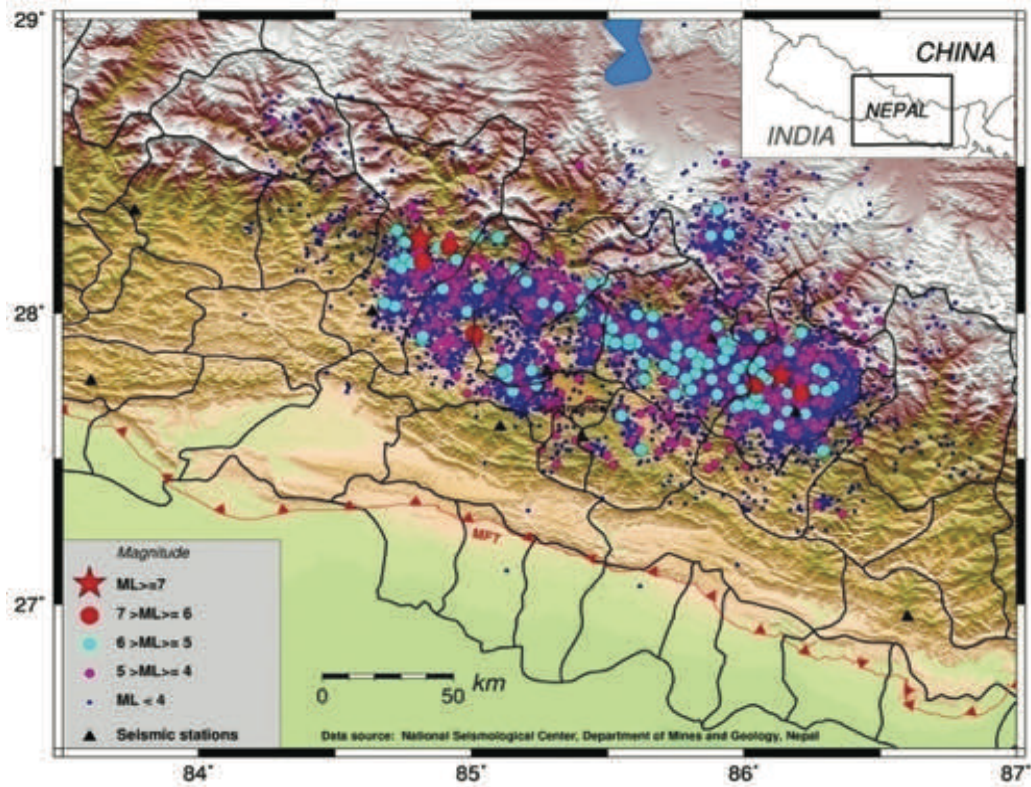 29°
CHINA
NEPAL
INDIA
28°
MFT
Magnitude
ML>=7
7 >ML>= 6
6 >ML>= 5
5 >ML>= 4
ML < 4
Seismic stations
27°
0 50 km
Data source: National Seismological Center, Department of Mines and Geology, Nepal
84° 85° 86° 87°